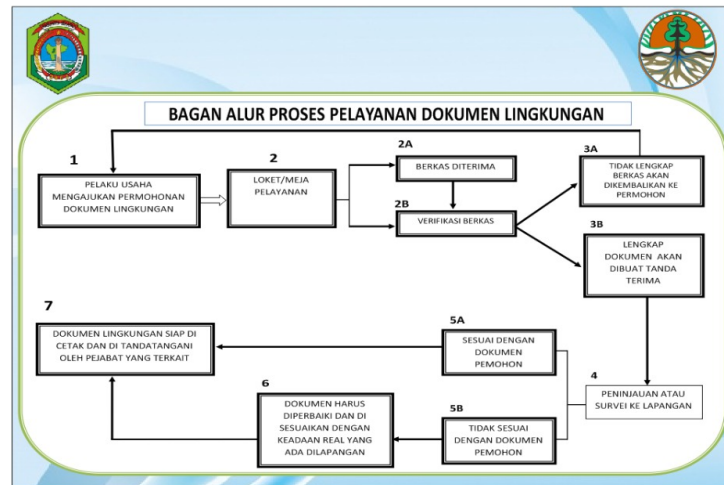 BAGAN ALUR PROSES PELAYANAN DOKUMEN LINGKUNGAN
1
PELAKU USAHA
MENGAJUKAN PERMOHONAN
DOKUMEN LINGKUNGAN
2
LOKET/MEJA
PELAYANAN
2A
BERKAS DITERIMA
2B
VERIFIKASI BERKAS
3A
TIDAK LENGKAP
BERKAS AKAN
DIKEMBALIKAN KE
PERMOHON
3B
LENGKAP
DOKUMEN AKAN
DIBUAT TANDA
TERIMA
4
PENINJAUAN ATAU
SURVEI KE LAPANGAN
5A
SESUAI DENGAN
DOKUMEN
PEMOHON
5B
TIDAK SESUAI
DENGAN DOKUMEN
PEMOHON
6
DOKUMEN HARUS
DIPERBAIKI DAN DI
SESUAIKAN DENGAN
KEADAAN REAL YANG
ADA DILAPANGAN
7
DOKUMEN LINGKUNGAN SIAP DI
CETAK DAN DI TANDATANGANI
OLEH PEJABAT YANG TERKAIT